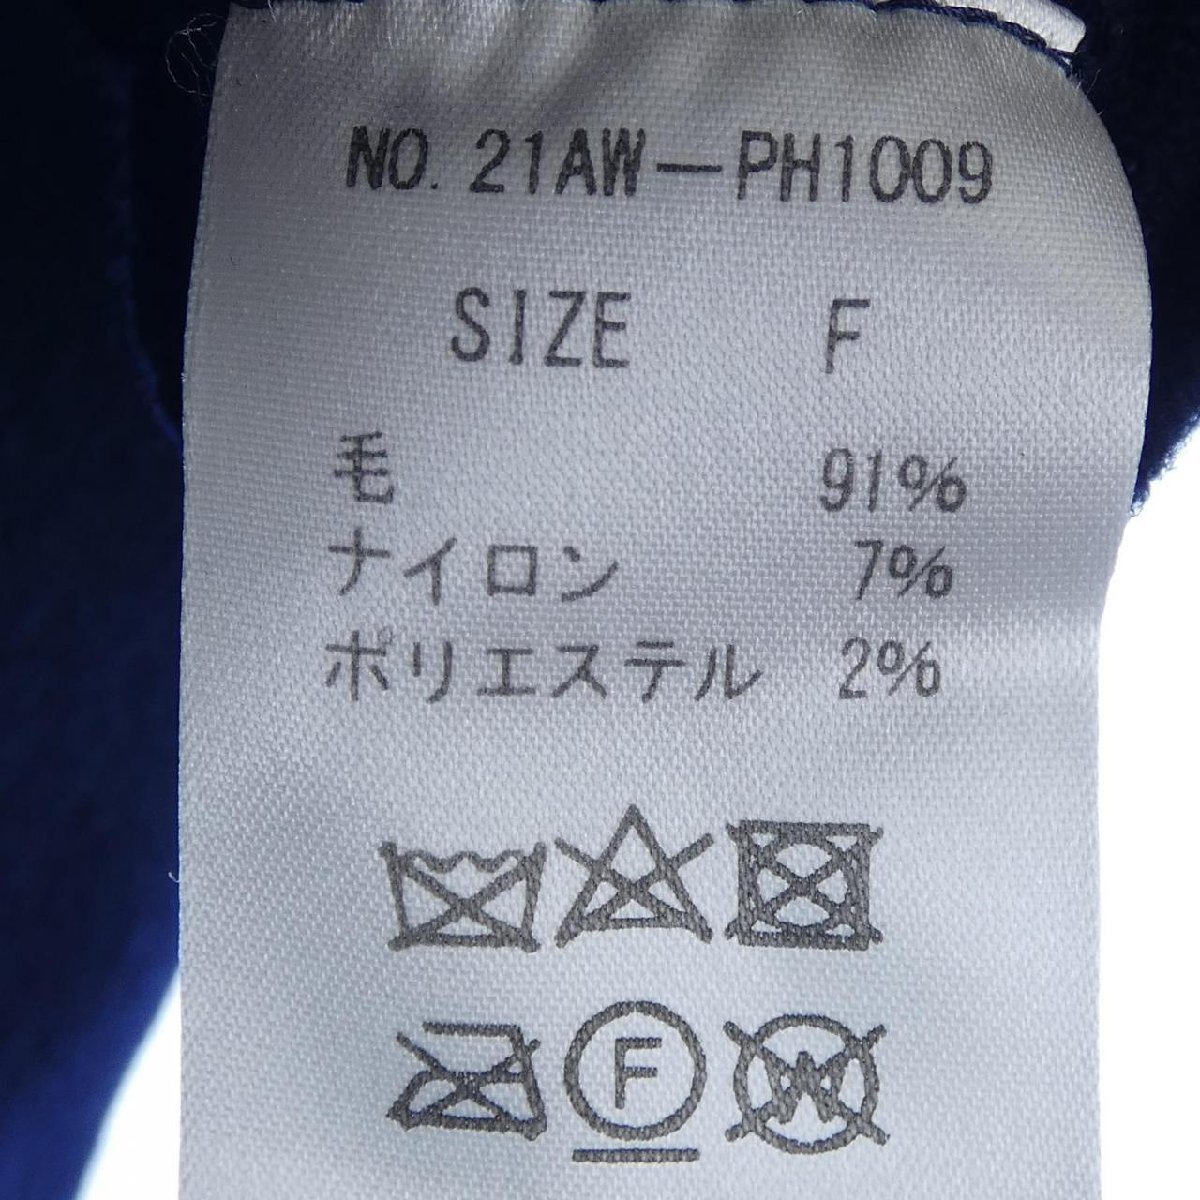 NO. 21AW-PH1009
SIZE F
毛 91%
ナイロン 7%
ポリエステル 2%
F W